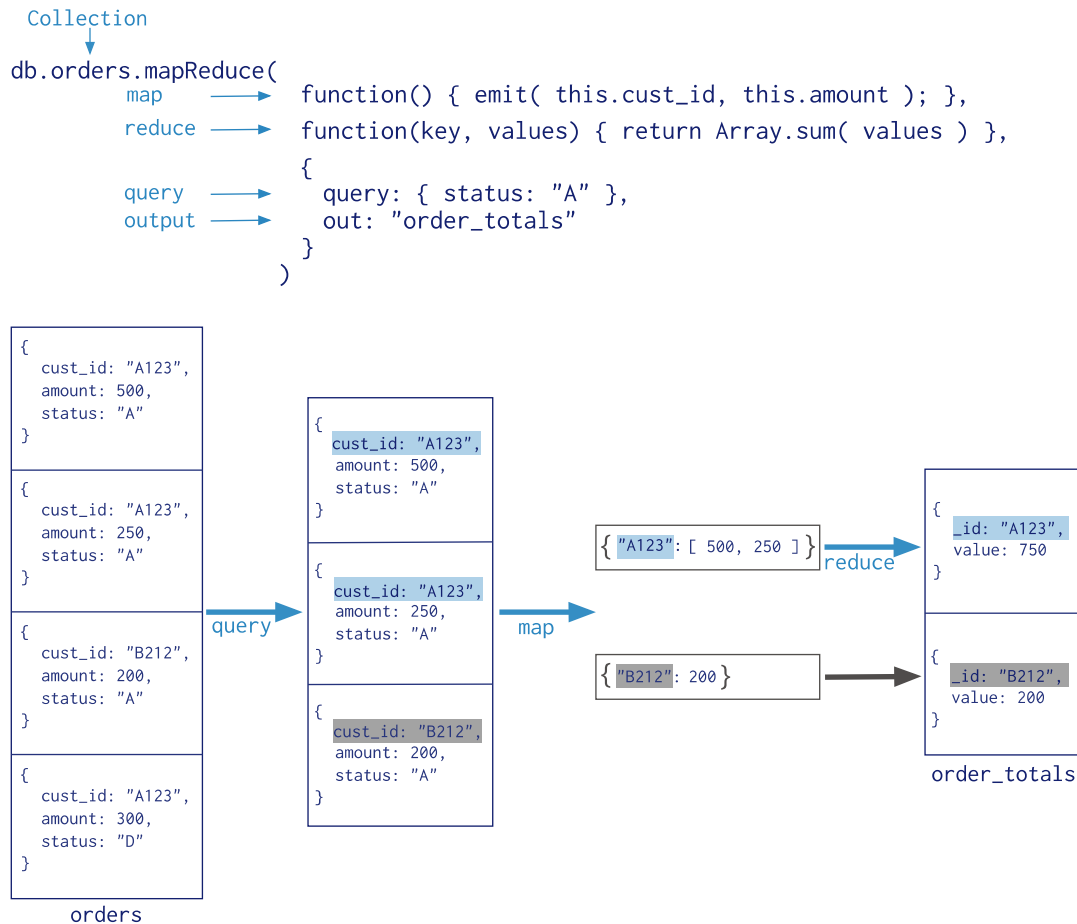 Collection
db.orders.mapReduce(
map function() { emit( this.cust_id, this.amount ); },
reduce function(key, values) { return Array.sum( values ) },
{
query query: { status: "A" },
output out: "order_totals"
}
)
{
cust_id: "A123",
amount: 500,
status: "A"
}
{
cust_id: "A123",
amount: 250,
status: "A"
}
{
cust_id: "B212",
amount: 200,
status: "A"
}
{
cust_id: "A123",
amount: 300,
status: "D"
}
orders
query
{
cust_id: "A123",
amount: 500,
status: "A"
}
{
cust_id: "A123",
amount: 250,
status: "A"
}
{
cust_id: "B212",
amount: 200,
status: "A"
}
map
{ "A123": [ 500, 250 ] }
{ "B212": 200 }
reduce
{
_id: "A123",
value: 750
}
{
_id: "B212",
value: 200
}
order_totals